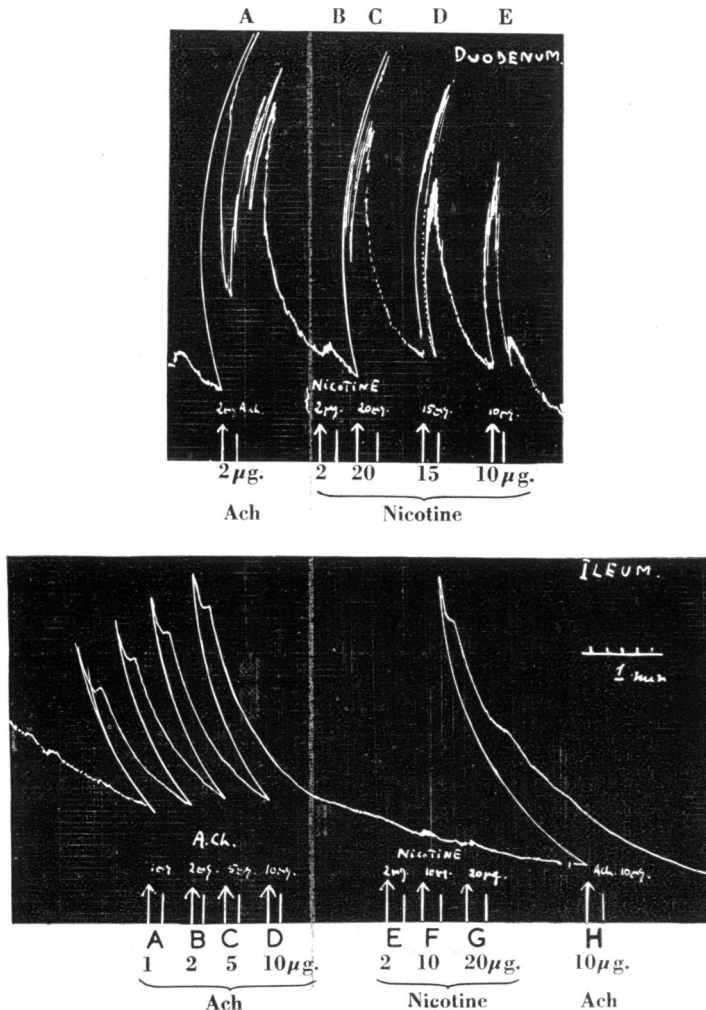 A B C D E
DUODENUM.
NICOTINE
2µg. Ach. 2µg. 20µg. 15µg. 10µg.
2µg. 2 20 15 10µg.
Ach Nicotine
ILEUM.
1 min
A.Ch. NICOTINE
1µg 2µg. 5µg. 10µg. 2µg. 10µg. 20µg. Ach. 10µg.
A B C D E F G H
1 2 5 10µg. 2 10 20µg. 10µg.
Ach Nicotine Ach